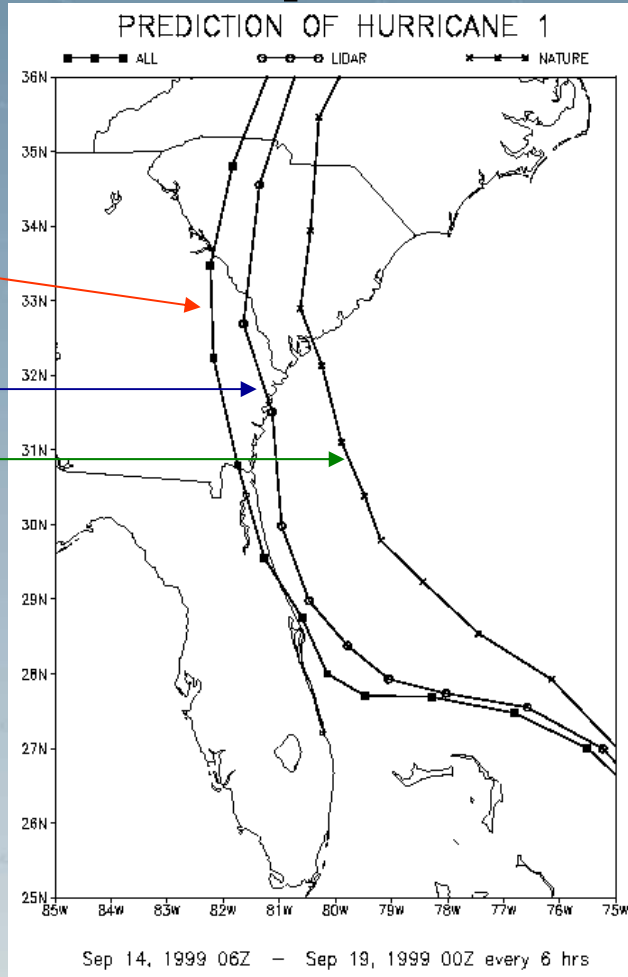 PREDICTION OF HURRICANE 1
ALL LIDAR NATURE
36N
35N
34N
33N
32N
31N
30N
29N
28N
27N
26N
25N
85W 84W 83W 82W 81W 80W 79W 78W 77W 76W 75W
Sep 14, 1999 06Z — Sep 19, 1999 00Z every 6 hrs